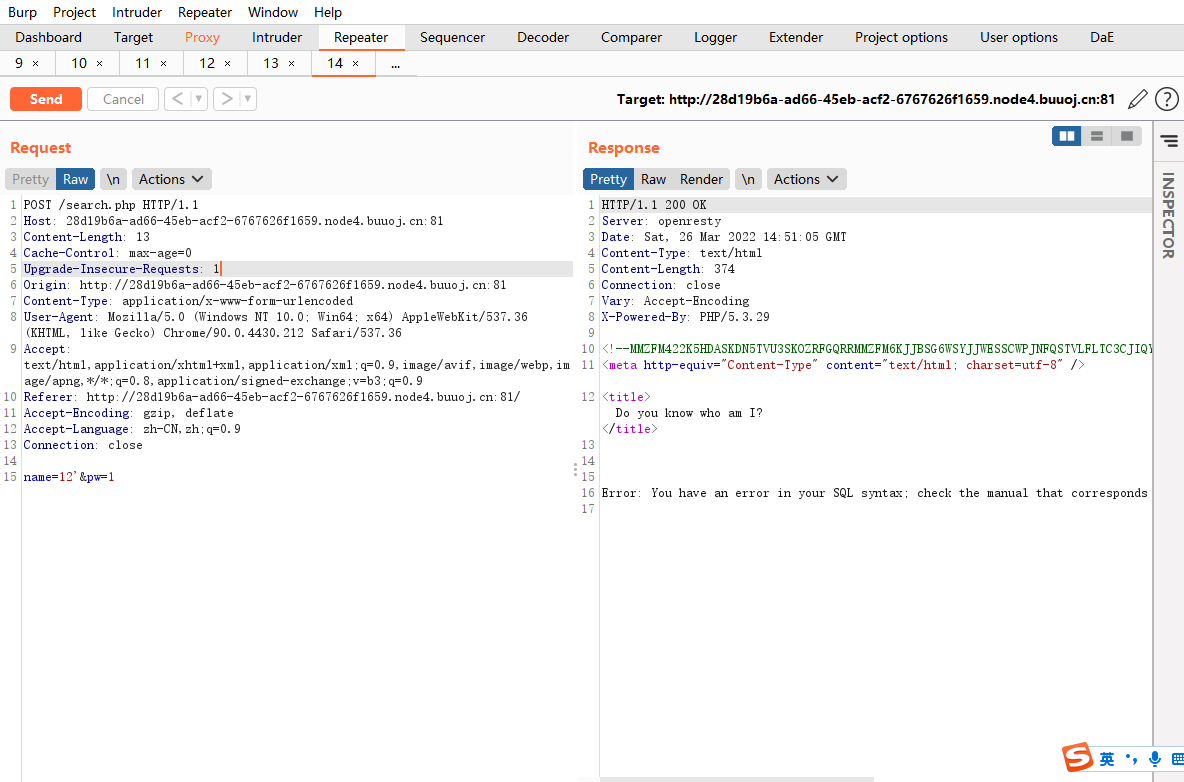 Burp Project Intruder Repeater Window Help
Dashboard Target Proxy Intruder Repeater Sequencer Decoder Comparer Logger Extender Project options User options DaE
9 × 10 × 11 × 12 × 13 × 14 × ...
Send Cancel < ▼ > ▼ Target: http://28d19b6a-ad66-45eb-acf2-6767626f1659.node4.buuoj.cn:81 ?
Request
Pretty Raw \n Actions
1 POST /search.php HTTP/1.1
2 Host: 28d19b6a-ad66-45eb-acf2-6767626f1659.node4.buuoj.cn:81
3 Content-Length: 13
4 Cache-Control: max-age=0
5 Upgrade-Insecure-Requests: 1
6 Origin: http://28d19b6a-ad66-45eb-acf2-6767626f1659.node4.buuoj.cn:81
7 Content-Type: application/x-www-form-urlencoded
8 User-Agent: Mozilla/5.0 (Windows NT 10.0; Win64; x64) AppleWebKit/537.36
(KHTML, like Gecko) Chrome/90.0.4430.212 Safari/537.36
9 Accept:
text/html,application/xhtml+xml,application/xml;q=0.9,image/avif,image/webp,im
age/apng,*/*;q=0.8,application/signed-exchange;v=b3;q=0.9
10 Referer: http://28d19b6a-ad66-45eb-acf2-6767626f1659.node4.buuoj.cn:81/
11 Accept-Encoding: gzip, deflate
12 Accept-Language: zh-CN,zh;q=0.9
13 Connection: close
14
15 name=12'&pw=1
Response
Pretty Raw Render \n Actions
1 HTTP/1.1 200 OK
2 Server: openresty
3 Date: Sat, 26 Mar 2022 14:51:05 GMT
4 Content-Type: text/html
5 Content-Length: 374
6 Connection: close
7 Vary: Accept-Encoding
8 X-Powered-By: PHP/5.3.29
9
10 <!--MMZFM422K5HDASKDN5TVU3SKOZRFGQRRMMZFM6KJJBSG6WSYJJWESSCWPJNFQSTVLFLTC3CJIQY
11 <meta http-equiv="Content-Type" content="text/html; charset=utf-8" />
12 <title>
Do you know who am I?
</title>
13
14
15
16 Error: You have an error in your SQL syntax; check the manual that corresponds
17
INSPECTOR
S 英